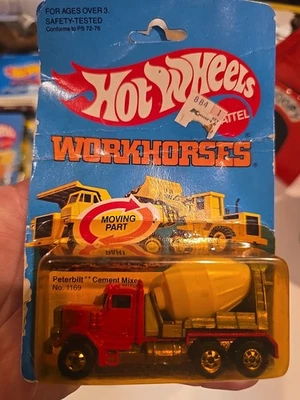 FOR AGES OVER 3.
SAFETY-TESTED
Conforms to PS 72-76
HOT WHEELS
684
MATTEL
WORKHORSES
MOVING
PART
Peterbilt™ Cement Mixer
No. 1169